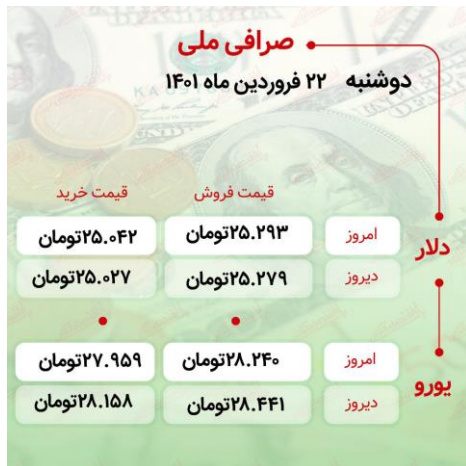 صرافی ملی
دوشنبه ۲۲ فروردین ماه ۱۴۰۱
قیمت فروش قیمت خرید
دلار
امروز ۲۵.۲۹۳تومان ۲۵.۰۴۲تومان
دیروز ۲۵.۲۷۹تومان ۲۵.۰۲۷تومان
یورو
امروز ۲۸.۲۴۰تومان ۲۷.۹۵۹تومان
دیروز ۲۸.۴۴۱تومان ۲۸.۱۵۸تومان